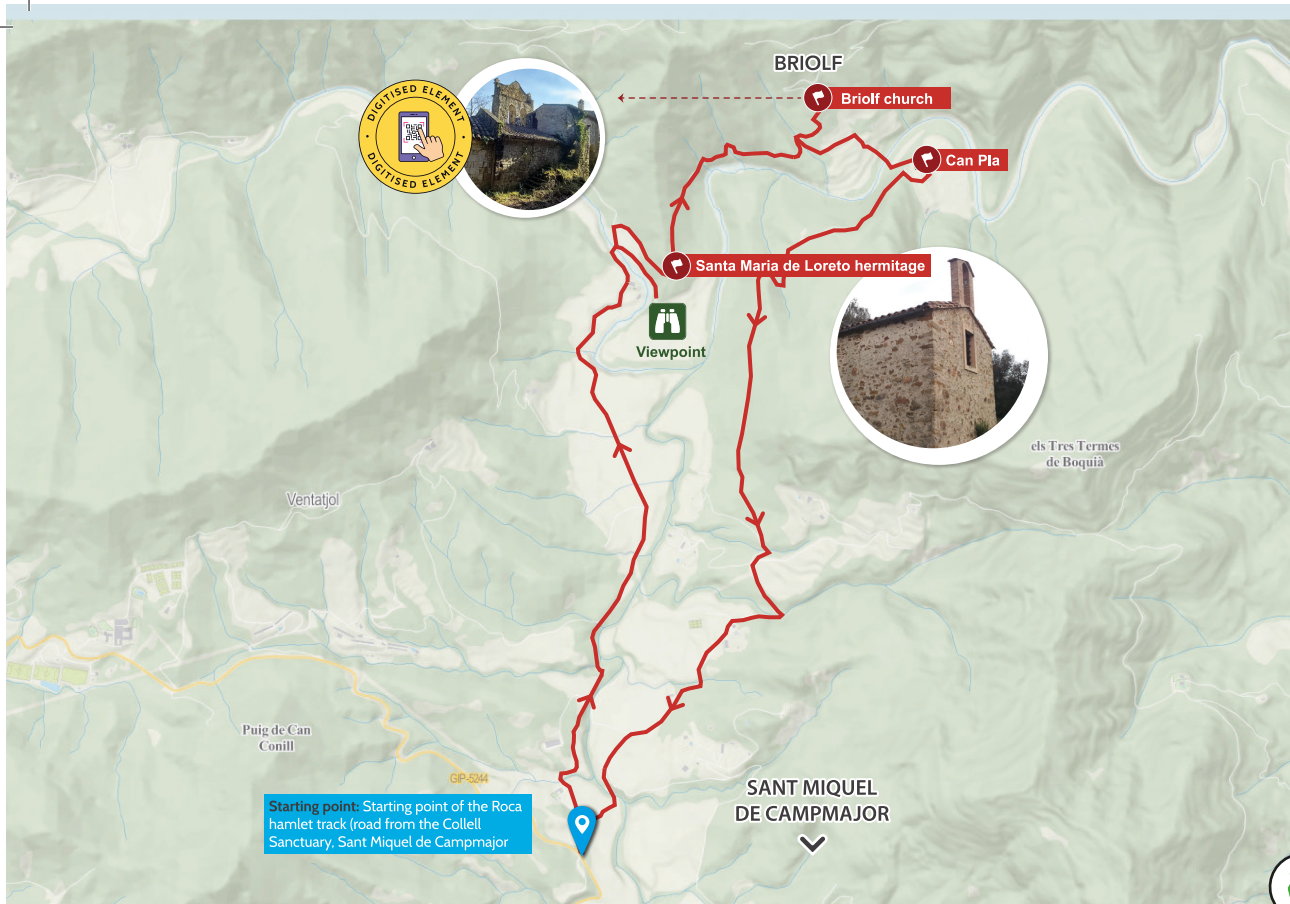 BRIOLF
DIGITISED ELEMENT
DIGITISED ELEMENT
Briolf church
Can Pla
Santa Maria de Loreto hermitage
Viewpoint
els Tres Termes
de Boquià
Ventatjol
Puig de Can
Conill
GIP-5244
SANT MIQUEL
DE CAMPMAJOR
Starting point: Starting point of the Roca
hamlet track (road from the Collell
Sanctuary, Sant Miquel de Campmajor